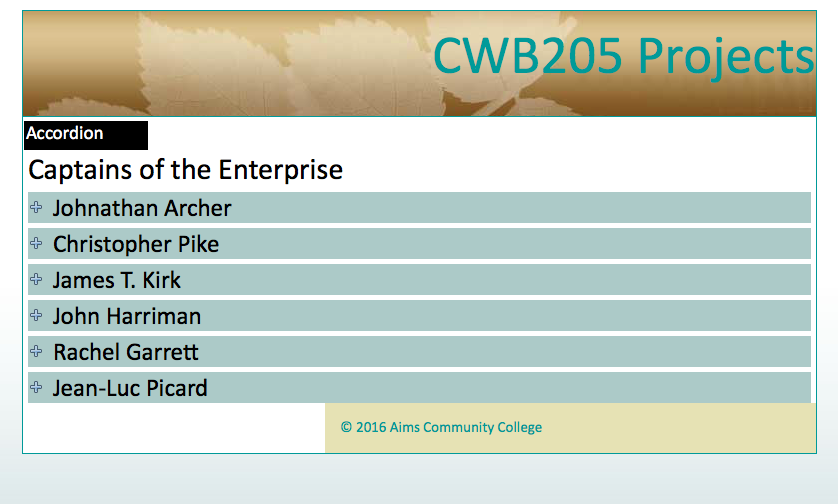 CWB205 Projects
Accordion
Captains of the Enterprise
Johnathan Archer
Christopher Pike
James T. Kirk
John Harriman
Rachel Garrett
Jean-Luc Picard
© 2016 Aims Community College